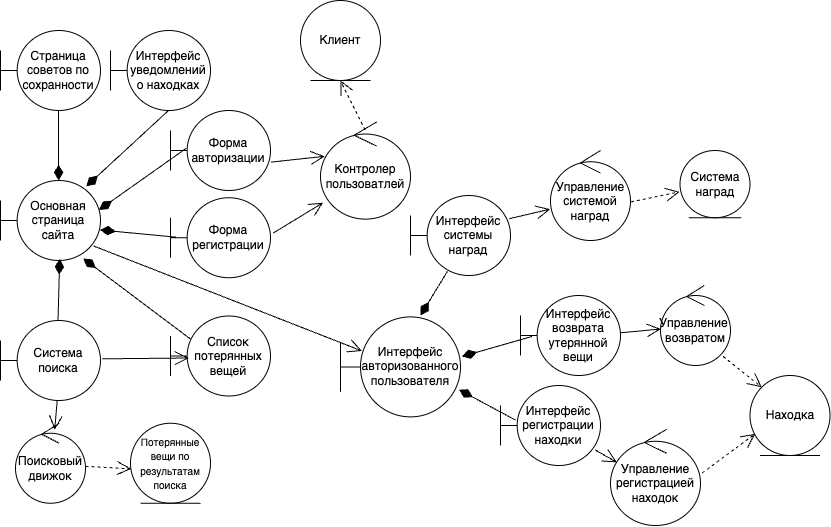 Страница
советов по
сохранности
Интерфейс
уведомлений
о находках
Клиент
Форма
авторизации
Контролер
пользоватлей
Управление
системой
наград
Система
наград
Основная
страница
сайта
Форма
регистрации
Интерфейс
системы
наград
Система
поиска
Список
потерянных
вещей
Интерфейс
авторизованного
пользователя
Интерфейс
возврата
утерянной
вещи
Управление
возвратом
Интерфейс
регистрации
находки
Находка
Поисковый
движок
Потерянные
вещи по
результатам
поиска
Управление
регистрацией
находок